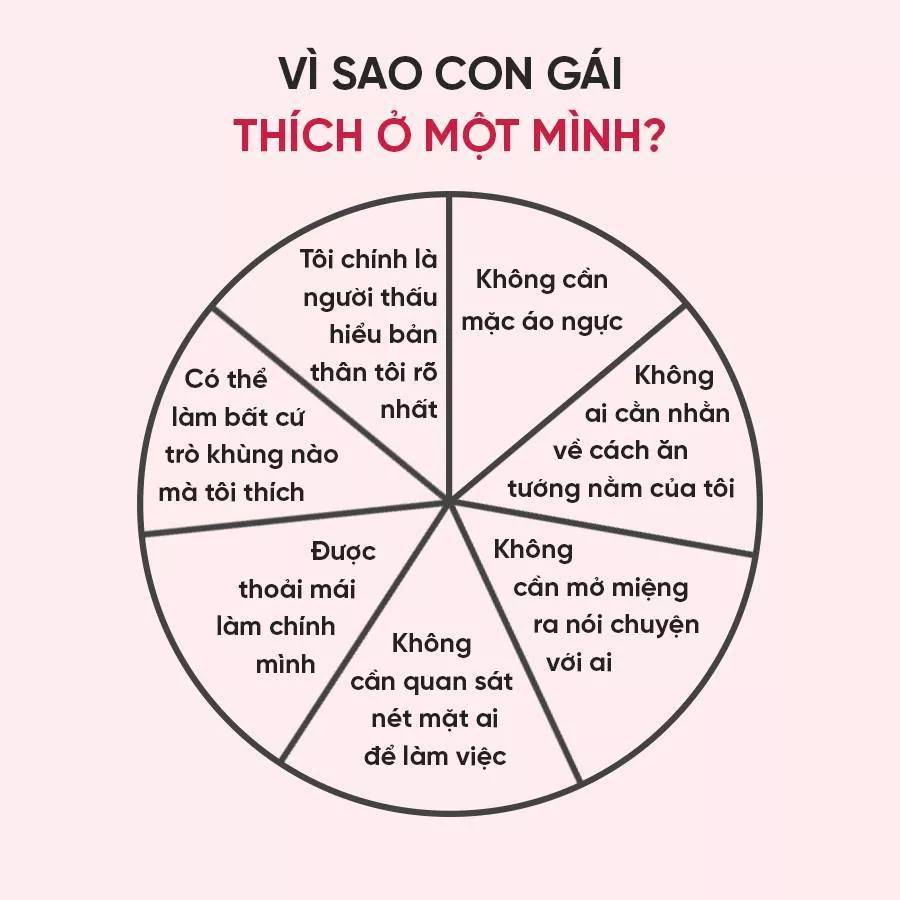 VÌ SAO CON GÁI
THÍCH Ở MỘT MÌNH?
Không cần
mặc áo ngực
Không
ai cằn nhằn
về cách ăn
tướng nằm của tôi
Không
cần mở miệng
ra nói chuyện
với ai
Không
cần quan sát
nét mặt ai
để làm việc
Được
thoải mái
làm chính
mình
Có thể
làm bất cứ
trò khùng nào
mà tôi thích
Tôi chính là
người thấu
hiểu bản
thân tôi rõ
nhất